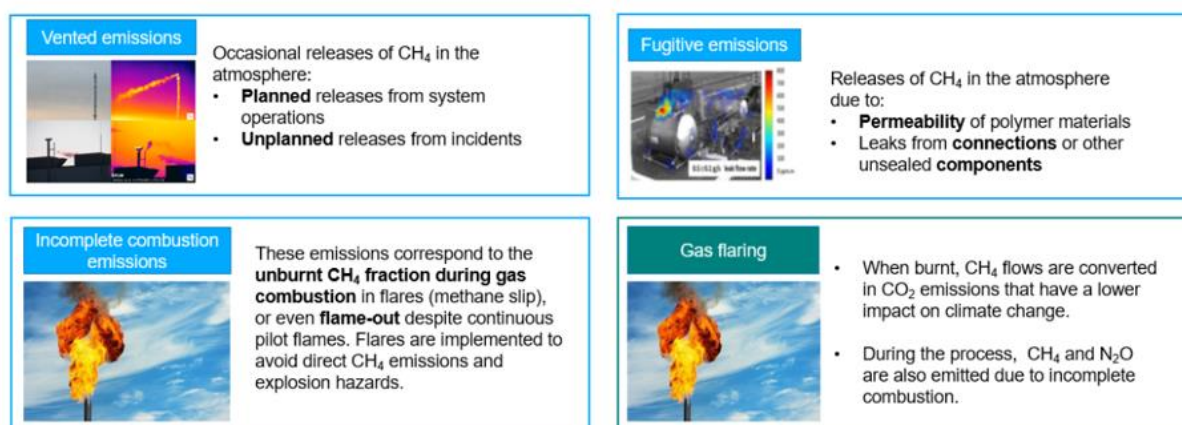 Vented emissions
Occasional releases of CH₄ in the
atmosphere:
• Planned releases from system
operations
• Unplanned releases from incidents
Fugitive emissions
Releases of CH₄ in the atmosphere
due to:
• Permeability of polymer materials
• Leaks from connections or other
unsealed components
leak flow rate
Incomplete combustion
emissions
These emissions correspond to the
unburnt CH₄ fraction during gas
combustion in flares (methane slip),
or even flame-out despite continuous
pilot flames. Flares are implemented to
avoid direct CH₄ emissions and
explosion hazards.
Gas flaring
• When burnt, CH₄ flows are converted
in CO₂ emissions that have a lower
impact on climate change.
• During the process, CH₄ and N₂O
are also emitted due to incomplete
combustion.